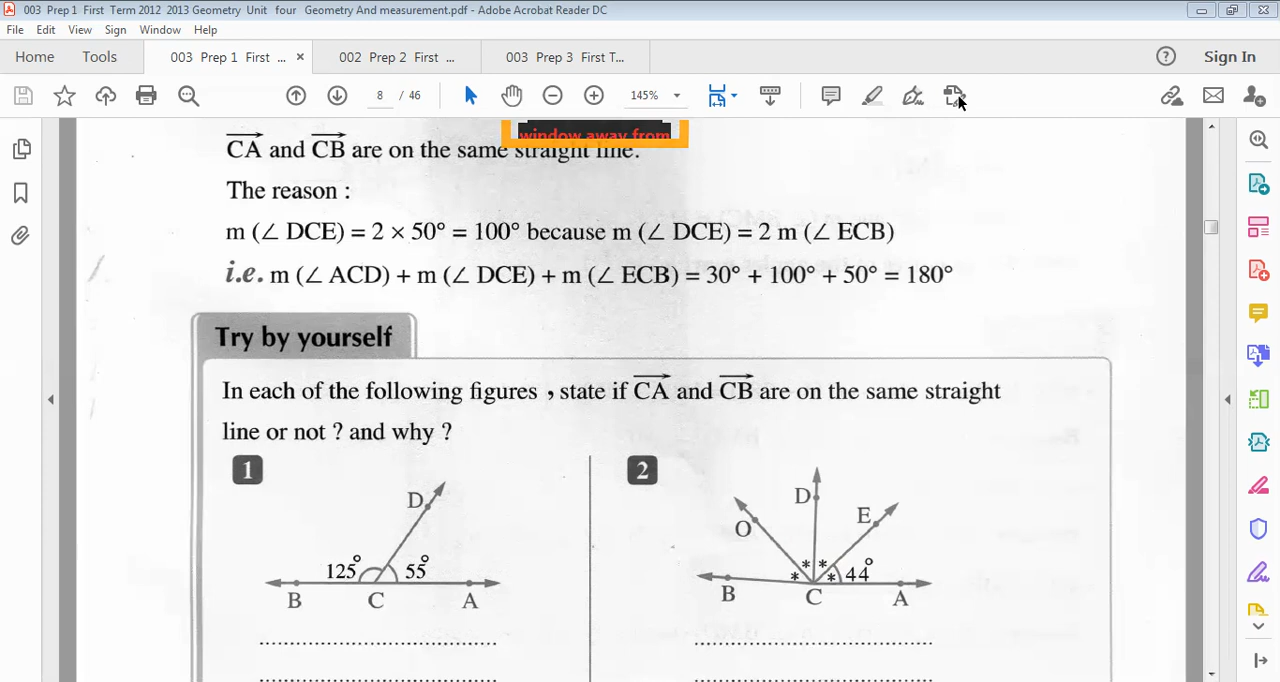 003 Prep 1 First Term 2012 2013 Geometry Unit four Geometry And measurement.pdf - Adobe Acrobat Reader DC
File Edit View Sign Window Help
Home Tools 003 Prep 1 First ... × 002 Prep 2 First ... 003 Prep 3 First T... ? Sign In
8 / 46 145%
window away from
CA and CB are on the same straight line.
The reason :
m (∠ DCE) = 2 × 50° = 100° because m (∠ DCE) = 2 m (∠ ECB)
i.e. m (∠ ACD) + m (∠ DCE) + m (∠ ECB) = 30° + 100° + 50° = 180°
Try by yourself
In each of the following figures , state if CA and CB are on the same straight
line or not ? and why ?
1
D
125° 55°
B C A
2
D
O E
* * * * 44°
B C A